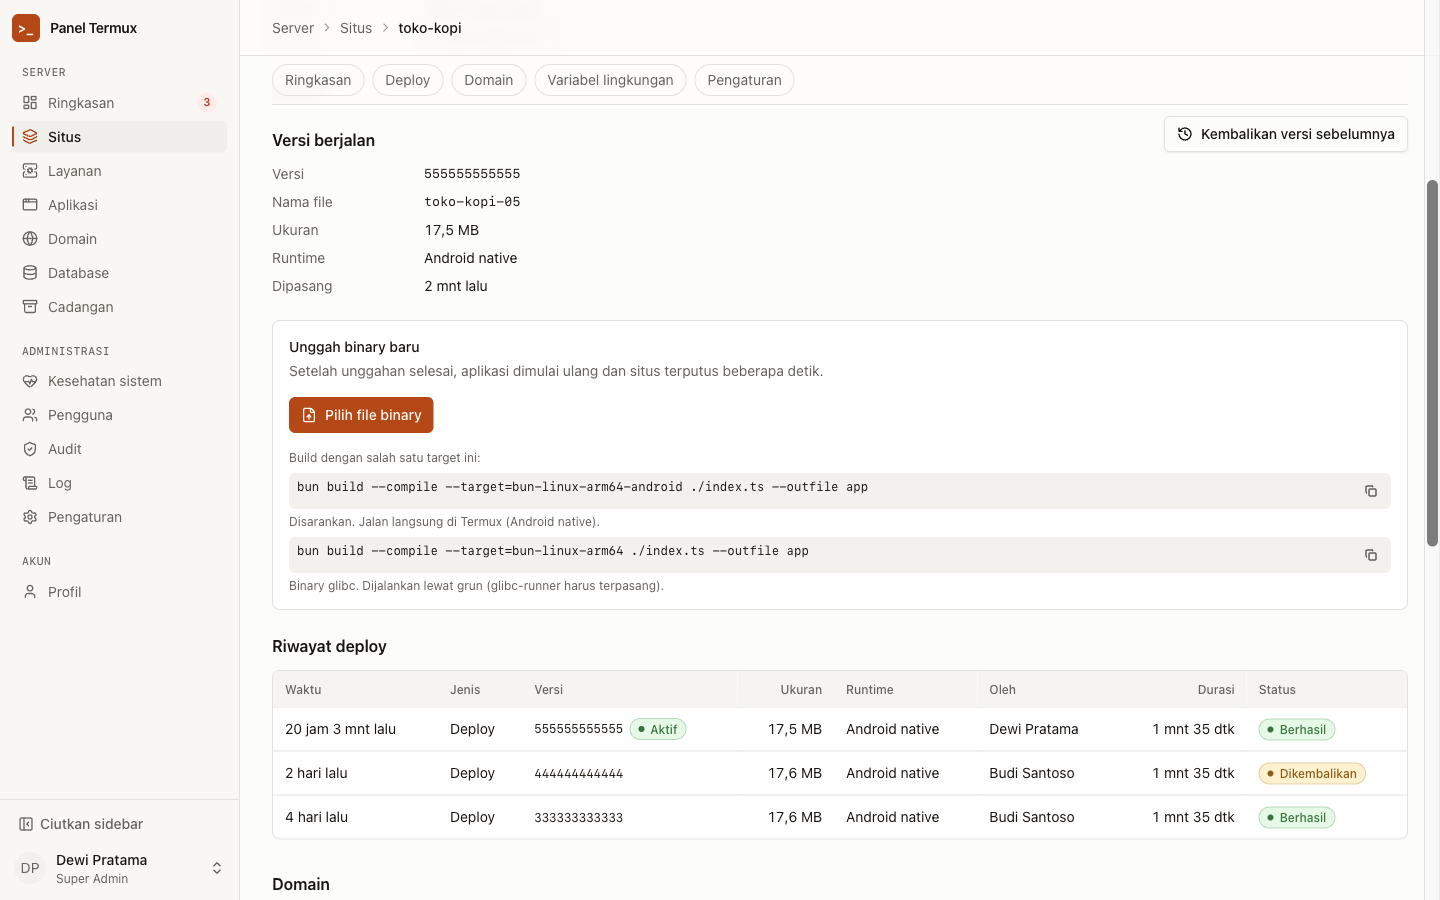 Panel Termux
SERVER
Ringkasan 3
Situs
Layanan
Aplikasi
Domain
Database
Cadangan
ADMINISTRASI
Kesehatan sistem
Pengguna
Audit
Log
Pengaturan
AKUN
Profil
Ciutkan sidebar
DP Dewi Pratama
Super Admin
Server > Situs > toko-kopi
Ringkasan Deploy Domain Variabel lingkungan Pengaturan
Versi berjalan
Kembalikan versi sebelumnya
Versi 555555555555
Nama file toko-kopi-05
Ukuran 17,5 MB
Runtime Android native
Dipasang 2 mnt lalu
Unggah binary baru
Setelah unggahan selesai, aplikasi dimulai ulang dan situs terputus beberapa detik.
Pilih file binary
Build dengan salah satu target ini:
bun build --compile --target=bun-linux-arm64-android ./index.ts --outfile app
Disarankan. Jalan langsung di Termux (Android native).
bun build --compile --target=bun-linux-arm64 ./index.ts --outfile app
Binary glibc. Dijalankan lewat grun (glibc-runner harus terpasang).
Riwayat deploy
Waktu Jenis Versi Ukuran Runtime Oleh Durasi Status
20 jam 3 mnt lalu Deploy 555555555555 Aktif 17,5 MB Android native Dewi Pratama 1 mnt 35 dtk Berhasil
2 hari lalu Deploy 444444444444 17,6 MB Android native Budi Santoso 1 mnt 35 dtk Dikembalikan
4 hari lalu Deploy 333333333333 17,6 MB Android native Budi Santoso 1 mnt 35 dtk Berhasil
Domain